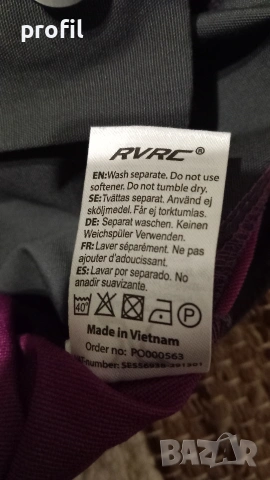 profil
RVRC®
EN:Wash separate. Do not use
softener. Do not tumble dry.
SE:Tvättas separat. Använd ej
sköljmedel. Får ej torktumlas.
DE: Separat waschen. Keinen
Weichspüler Verwenden.
FR: Laver séparément. Ne pas
ajouter d'adoucissant.
ES: Lavar por separado. No
anadir suavizante.
40° P
Made in Vietnam
Order no: PO000563
number:
bazar